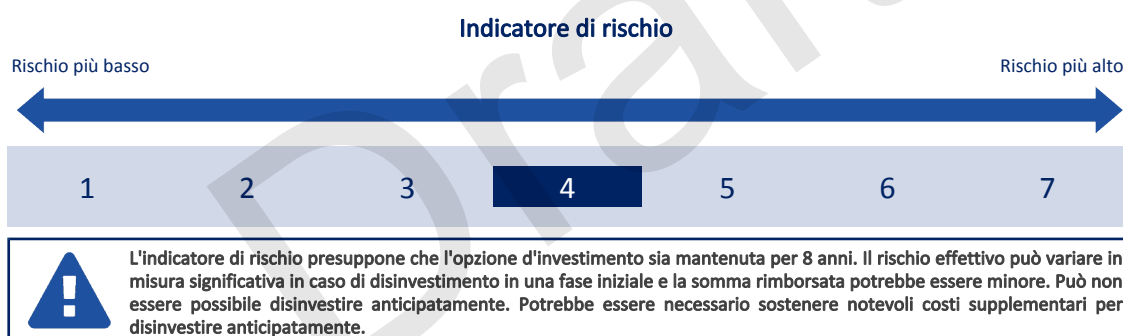 Indicatore di rischio
Rischio più basso
Rischio più alto
1 2 3 4 5 6 7
L'indicatore di rischio presuppone che l'opzione d'investimento sia mantenuta per 8 anni. Il rischio effettivo può variare in
misura significativa in caso di disinvestimento in una fase iniziale e la somma rimborsata potrebbe essere minore. Può non
essere possibile disinvestire anticipatamente. Potrebbe essere necessario sostenere notevoli costi supplementari per
disinvestire anticipatamente.